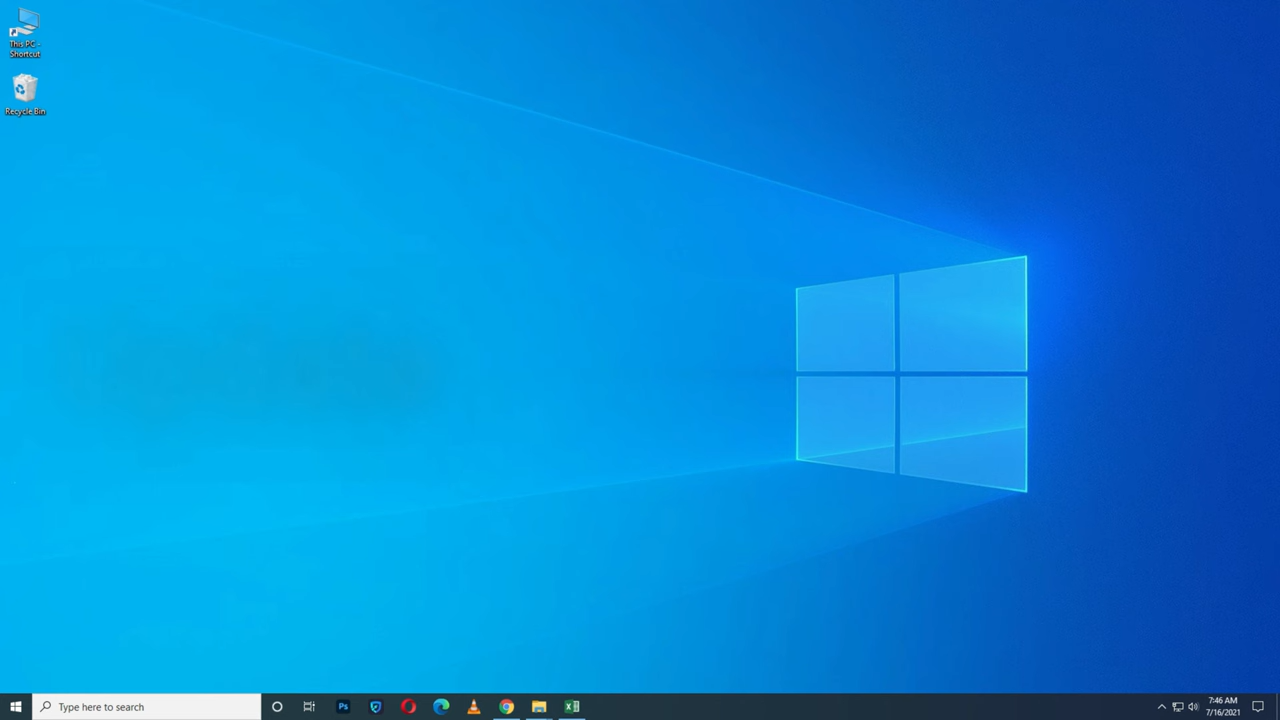 This PC -
Shortcut
Recycle Bin
Type here to search
Ps
7:46 AM
7/16/2021